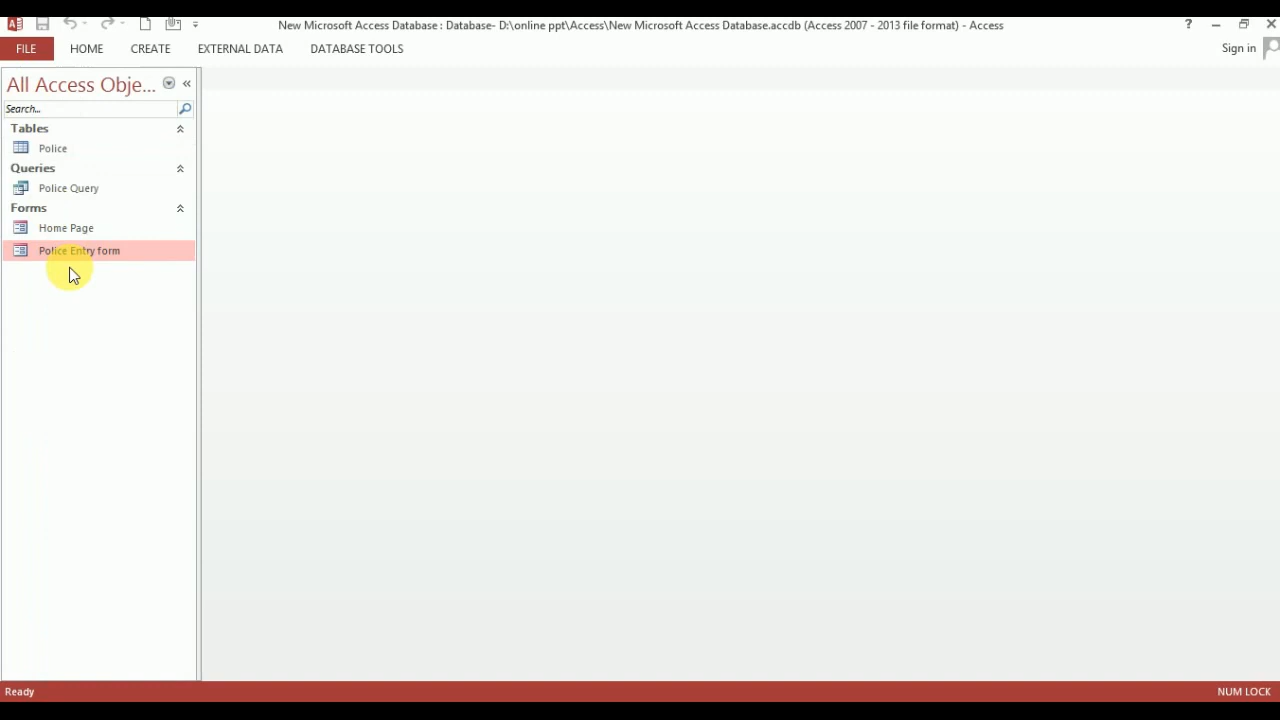 New Microsoft Access Database : Database- D:\online ppt\Access\New Microsoft Access Database.accdb (Access 2007 - 2013 file format) - Access
FILE HOME CREATE EXTERNAL DATA DATABASE TOOLS Sign in
All Access Obje...
Search...
Tables
Police
Queries
Police Query
Forms
Home Page
Police Entry form
Ready NUM LOCK